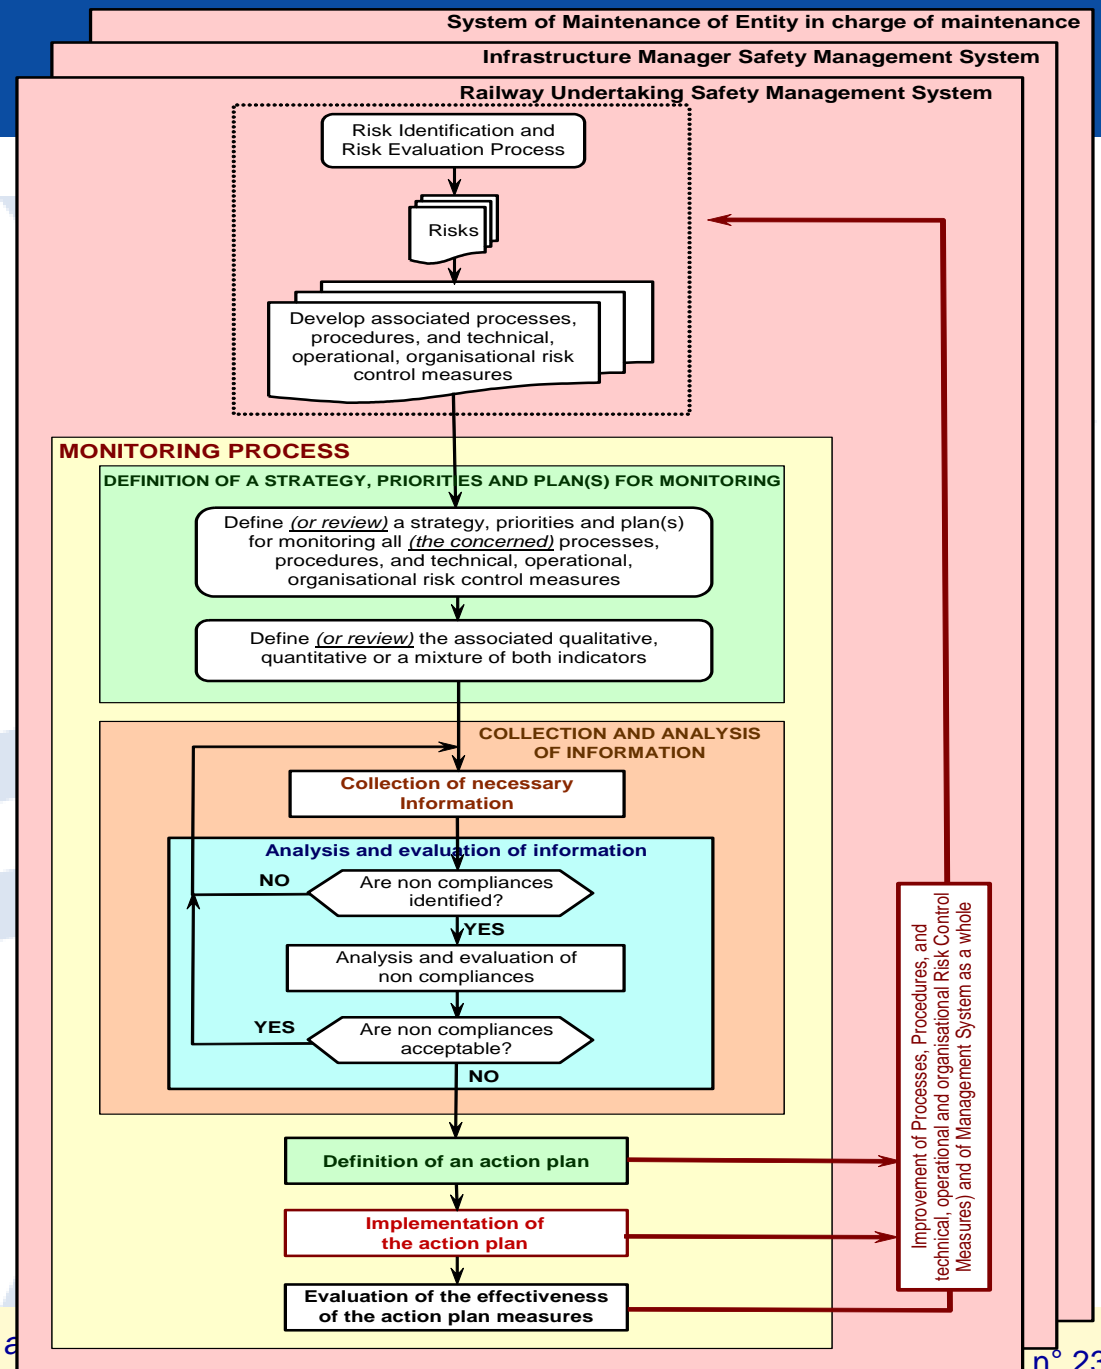 System of Maintenance of Entity in charge of maintenance
Infrastructure Manager Safety Management System
Railway Undertaking Safety Management System
Risk Identification and
Risk Evaluation Process
Risks
Develop associated processes,
procedures, and technical,
operational, organisational risk
control measures
MONITORING PROCESS
DEFINITION OF A STRATEGY, PRIORITIES AND PLAN(S) FOR MONITORING
Define (or review) a strategy, priorities and plan(s)
for monitoring all (the concerned) processes,
procedures, and technical, operational,
organisational risk control measures
Define (or review) the associated qualitative,
quantitative or a mixture of both indicators
COLLECTION AND ANALYSIS
OF INFORMATION
Collection of necessary
Information
Analysis and evaluation of information
NO
Are non compliances
identified?
YES
Analysis and evaluation of
non compliances
YES
Are non compliances
acceptable?
NO
Definition of an action plan
Implementation of
the action plan
Evaluation of the effectiveness
of the action plan measures
Improvement of Processes, Procedures, and
technical, operational and organisational Risk Control
Measures) and of Management System as a whole
a
n° 23